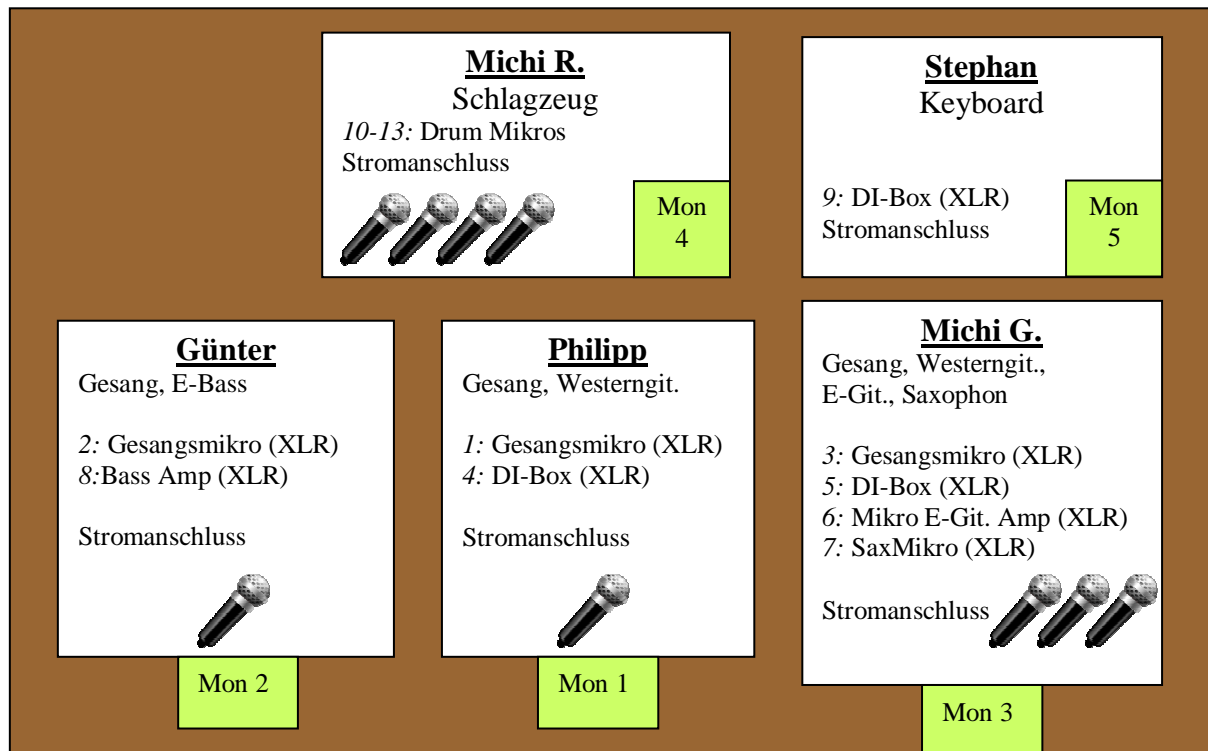 Michi R.
Schlagzeug
10-13: Drum Mikros
Stromanschluss
Mon
4
Stephan
Keyboard
9: DI-Box (XLR)
Stromanschluss
Mon
5
Günter
Gesang, E-Bass
2: Gesangsmikro (XLR)
8:Bass Amp (XLR)
Stromanschluss
Mon 2
Philipp
Gesang, Westerngit.
1: Gesangsmikro (XLR)
4: DI-Box (XLR)
Stromanschluss
Mon 1
Michi G.
Gesang, Westerngit.,
E-Git., Saxophon
3: Gesangsmikro (XLR)
5: DI-Box (XLR)
6: Mikro E-Git. Amp (XLR)
7: SaxMikro (XLR)
Stromanschluss
Mon 3